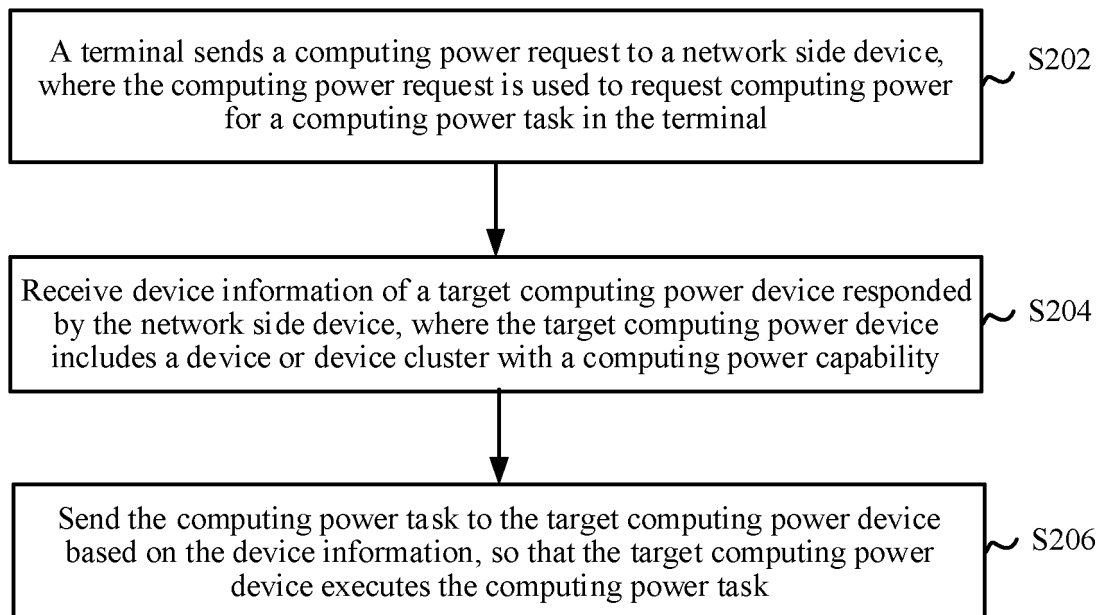 A terminal sends a computing power request to a network side device,
where the computing power request is used to request computing power
for a computing power task in the terminal
S202
Receive device information of a target computing power device responded
by the network side device, where the target computing power device
includes a device or device cluster with a computing power capability
S204
Send the computing power task to the target computing power device
based on the device information, so that the target computing power
device executes the computing power task
S206